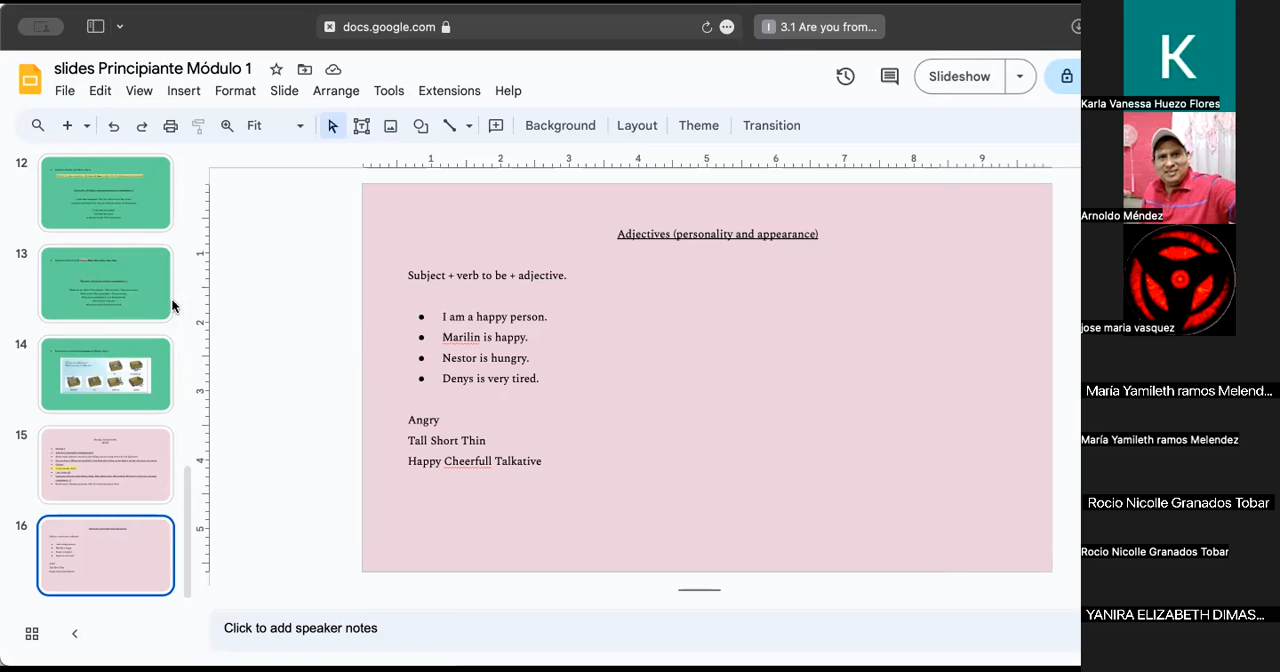 docs.google.com
3.1 Are you from...
slides Principiante Módulo 1
File Edit View Insert Format Slide Arrange Tools Extensions Help
Slideshow
Fit
Background Layout Theme Transition
1 2 3 4 5 6 7 8 9
1
2
3
4
5
12
13
14
15
16
Adjectives (personality and appearance)
Subject + verb to be + adjective.
● I am a happy person.
● Marilin is happy.
● Nestor is hungry.
● Denys is very tired.
Angry
Tall Short Thin
Happy Cheerfull Talkative
Click to add speaker notes
K
Karla Vanessa Huezo Flores
Arnoldo Méndez
jose maria vasquez
María Yamileth ramos Melend...
María Yamileth ramos Melendez
Rocio Nicolle Granados Tobar
Rocio Nicolle Granados Tobar
YANIRA ELIZABETH DIMAS...